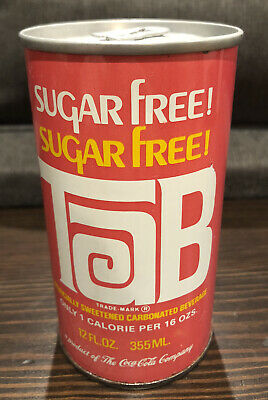 SUGAR free!
SUGAR free!
TaB
TRADE-MARK ®
SWEETENED CARBONATED BEVERAGE
ONLY 1 CALORIE PER 16 OZS.
12 FL. OZ. 355 ML.
Product of The Coca-Cola Company